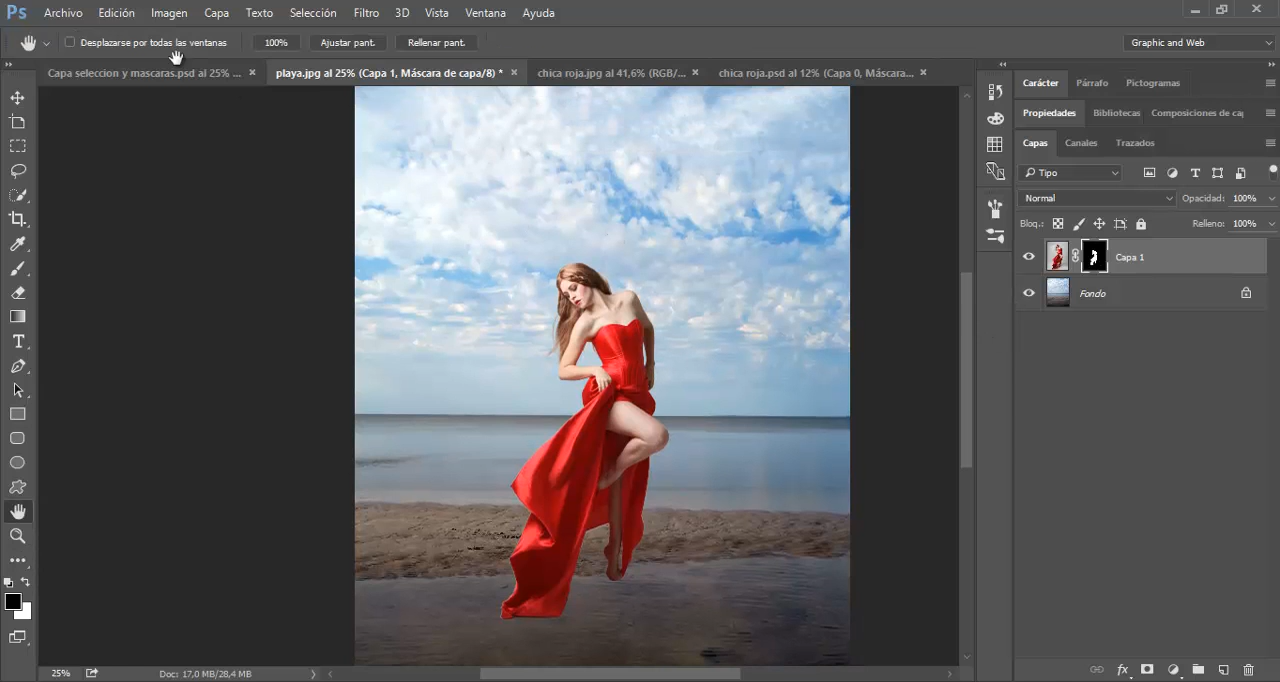 Ps Archivo Edición Imagen Capa Texto Selección Filtro 3D Vista Ventana Ayuda
Desplazarse por todas las ventanas 100% Ajustar pant. Rellenar pant. Graphic and Web
Capa seleccion y mascaras.psd al 25% ... × playa.jpg al 25% (Capa 1, Máscara de capa/8) * × chica roja.jpg al 41,6% (RGB/... × chica roja.psd al 12% (Capa 0, Máscara... ×
Carácter Párrafo Pictogramas
Propiedades Bibliotecas Composiciones de ca
Capas Canales Trazados
Tipo
Normal Opacidad: 100%
Bloq.: Relleno: 100%
Capa 1
Fondo
25% Doc: 17,0 MB/28,4 MB